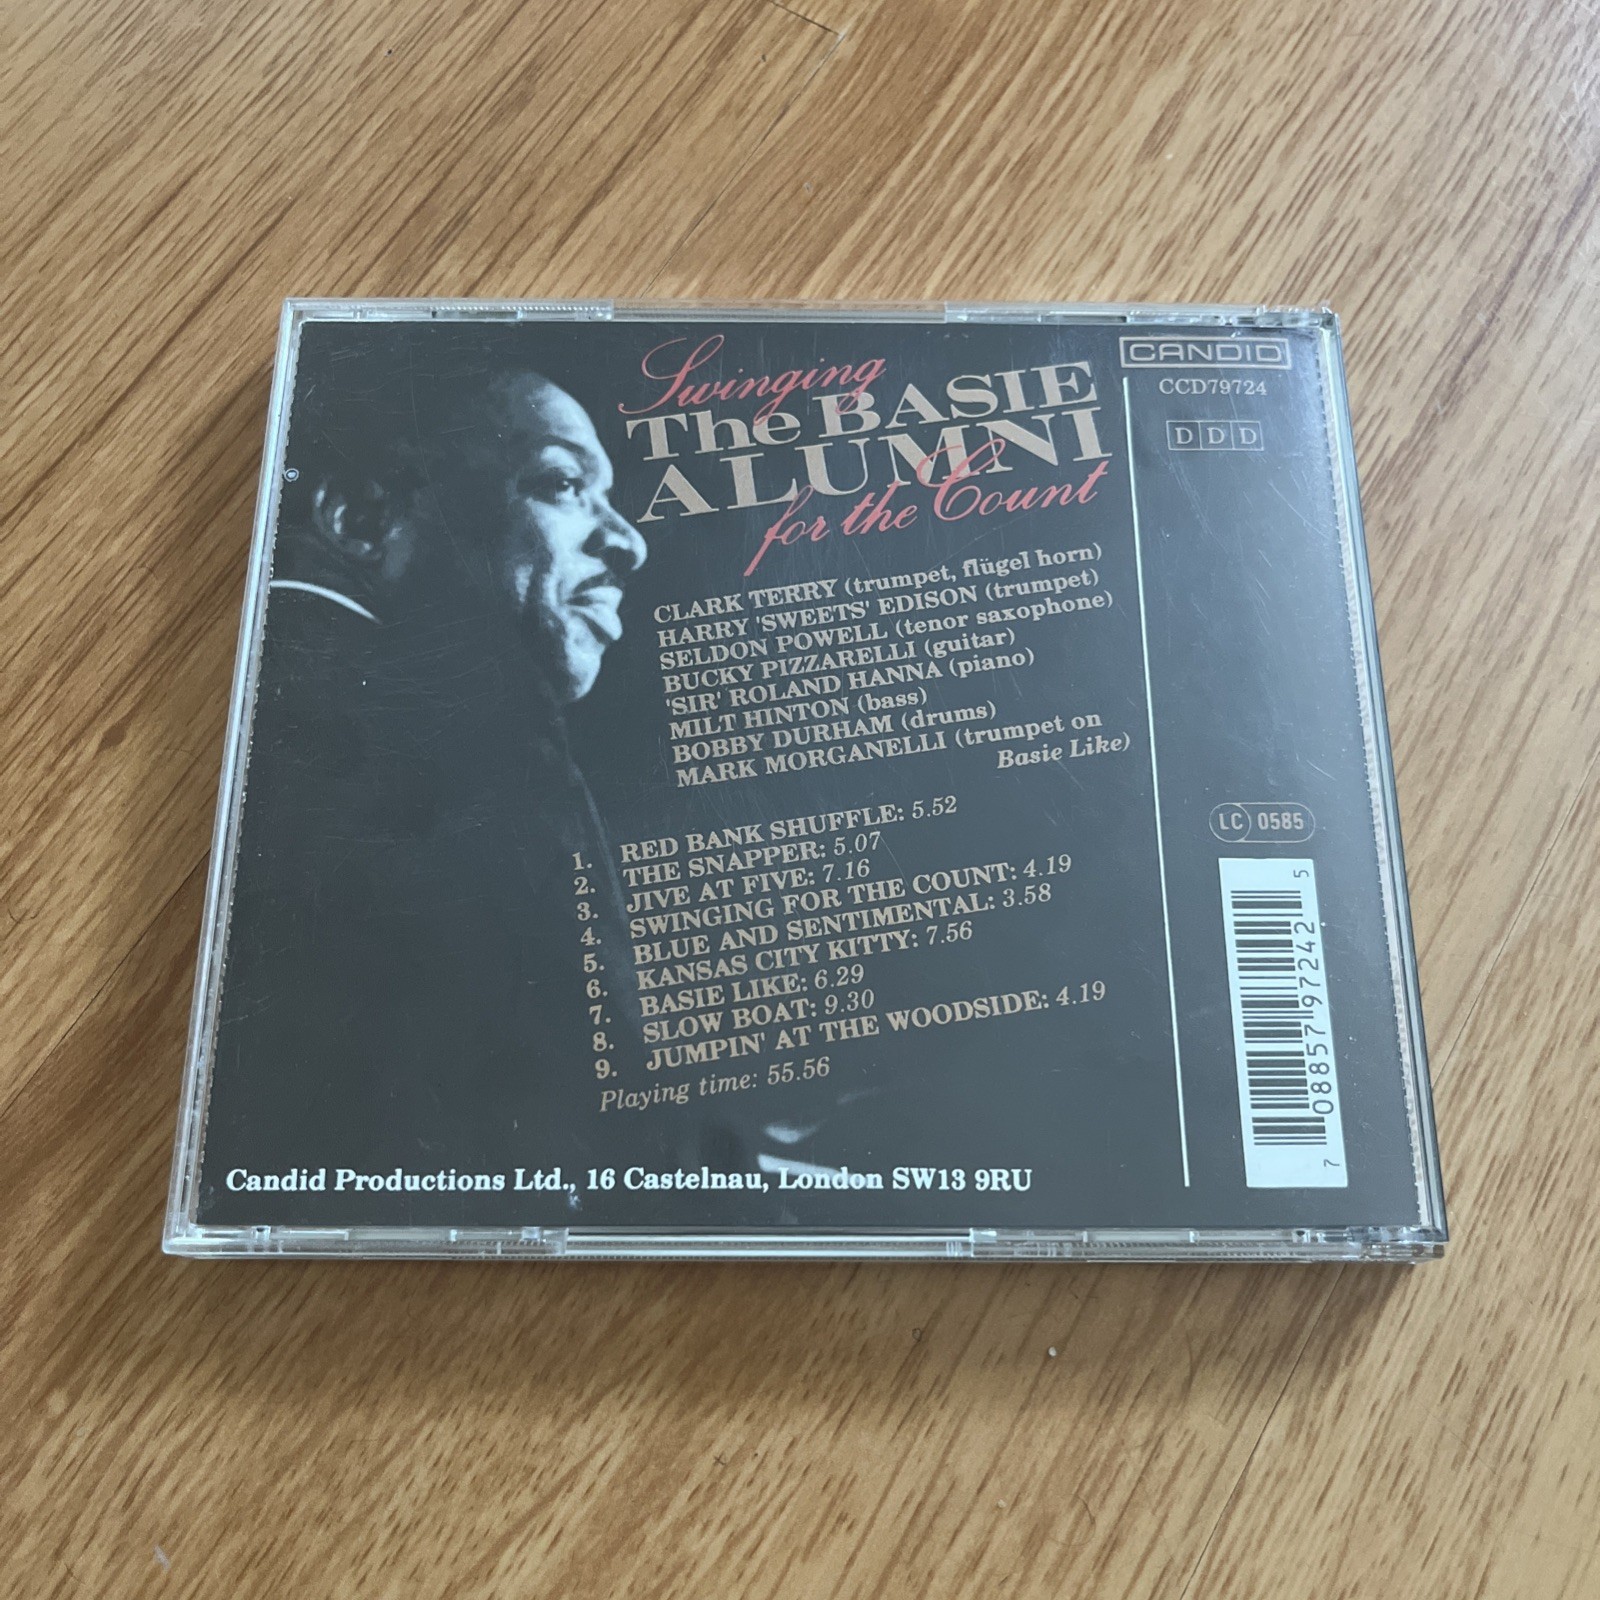 Swinging
The BASIE
ALUMNI
for the Count
CANDID
CCD79724
D D D
CLARK TERRY (trumpet, flügel horn)
HARRY 'SWEETS' EDISON (trumpet)
SELDON POWELL (tenor saxophone)
BUCKY PIZZARELLI (guitar)
'SIR' ROLAND HANNA (piano)
MILT HINTON (bass)
BOBBY DURHAM (drums)
MARK MORGANELLI (trumpet on
Basie Like)
1. RED BANK SHUFFLE: 5.52
2. THE SNAPPER: 5.07
3. JIVE AT FIVE: 7.16
4. SWINGING FOR THE COUNT: 4.19
5. BLUE AND SENTIMENTAL: 3.58
6. KANSAS CITY KITTY: 7.56
7. BASIE LIKE: 6.29
8. SLOW BOAT: 9.30
9. JUMPIN' AT THE WOODSIDE: 4.19
Playing time: 55.56
LC 0585
7 08857 97242 5
Candid Productions Ltd., 16 Castelnau, London SW13 9RU